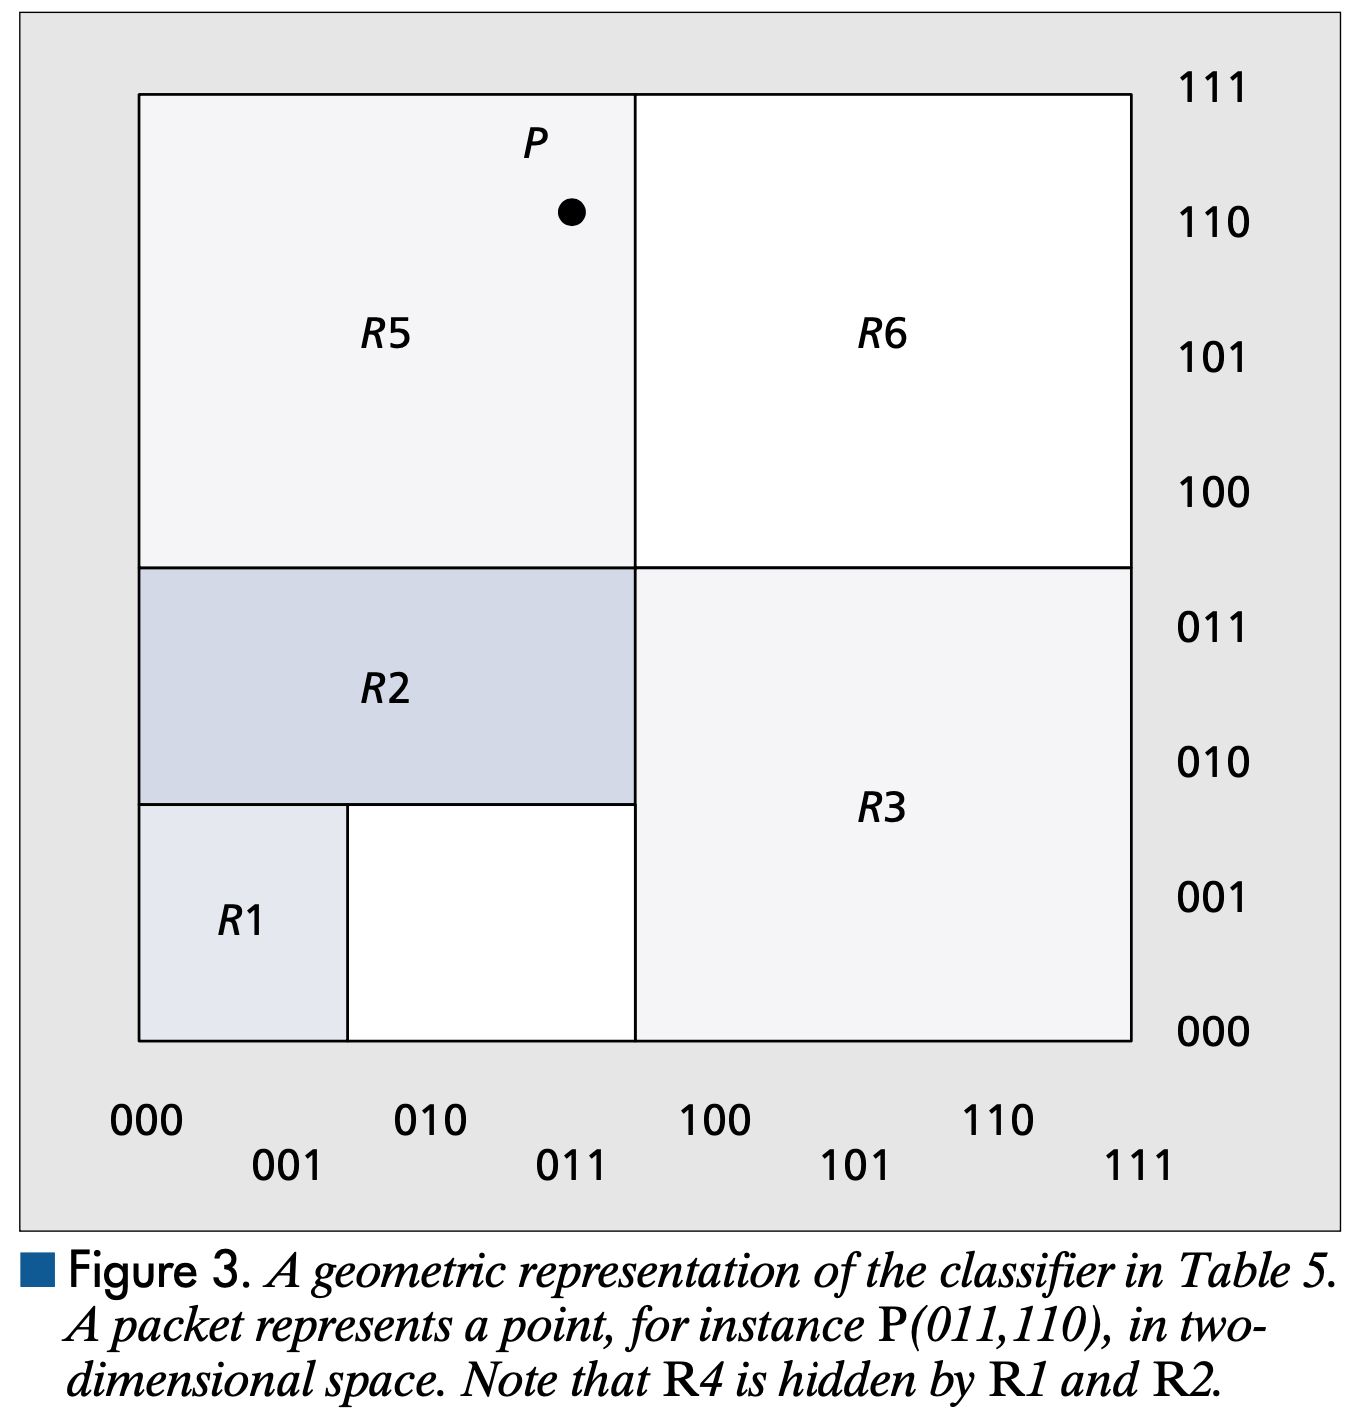 111
P
110
R5
R6
101
100
011
R2
010
R3
001
R1
000
000 010 100 110
001 011 101 111
Figure 3. A geometric representation of the classifier in Table 5.
A packet represents a point, for instance P(011,110), in two-
dimensional space. Note that R4 is hidden by R1 and R2.